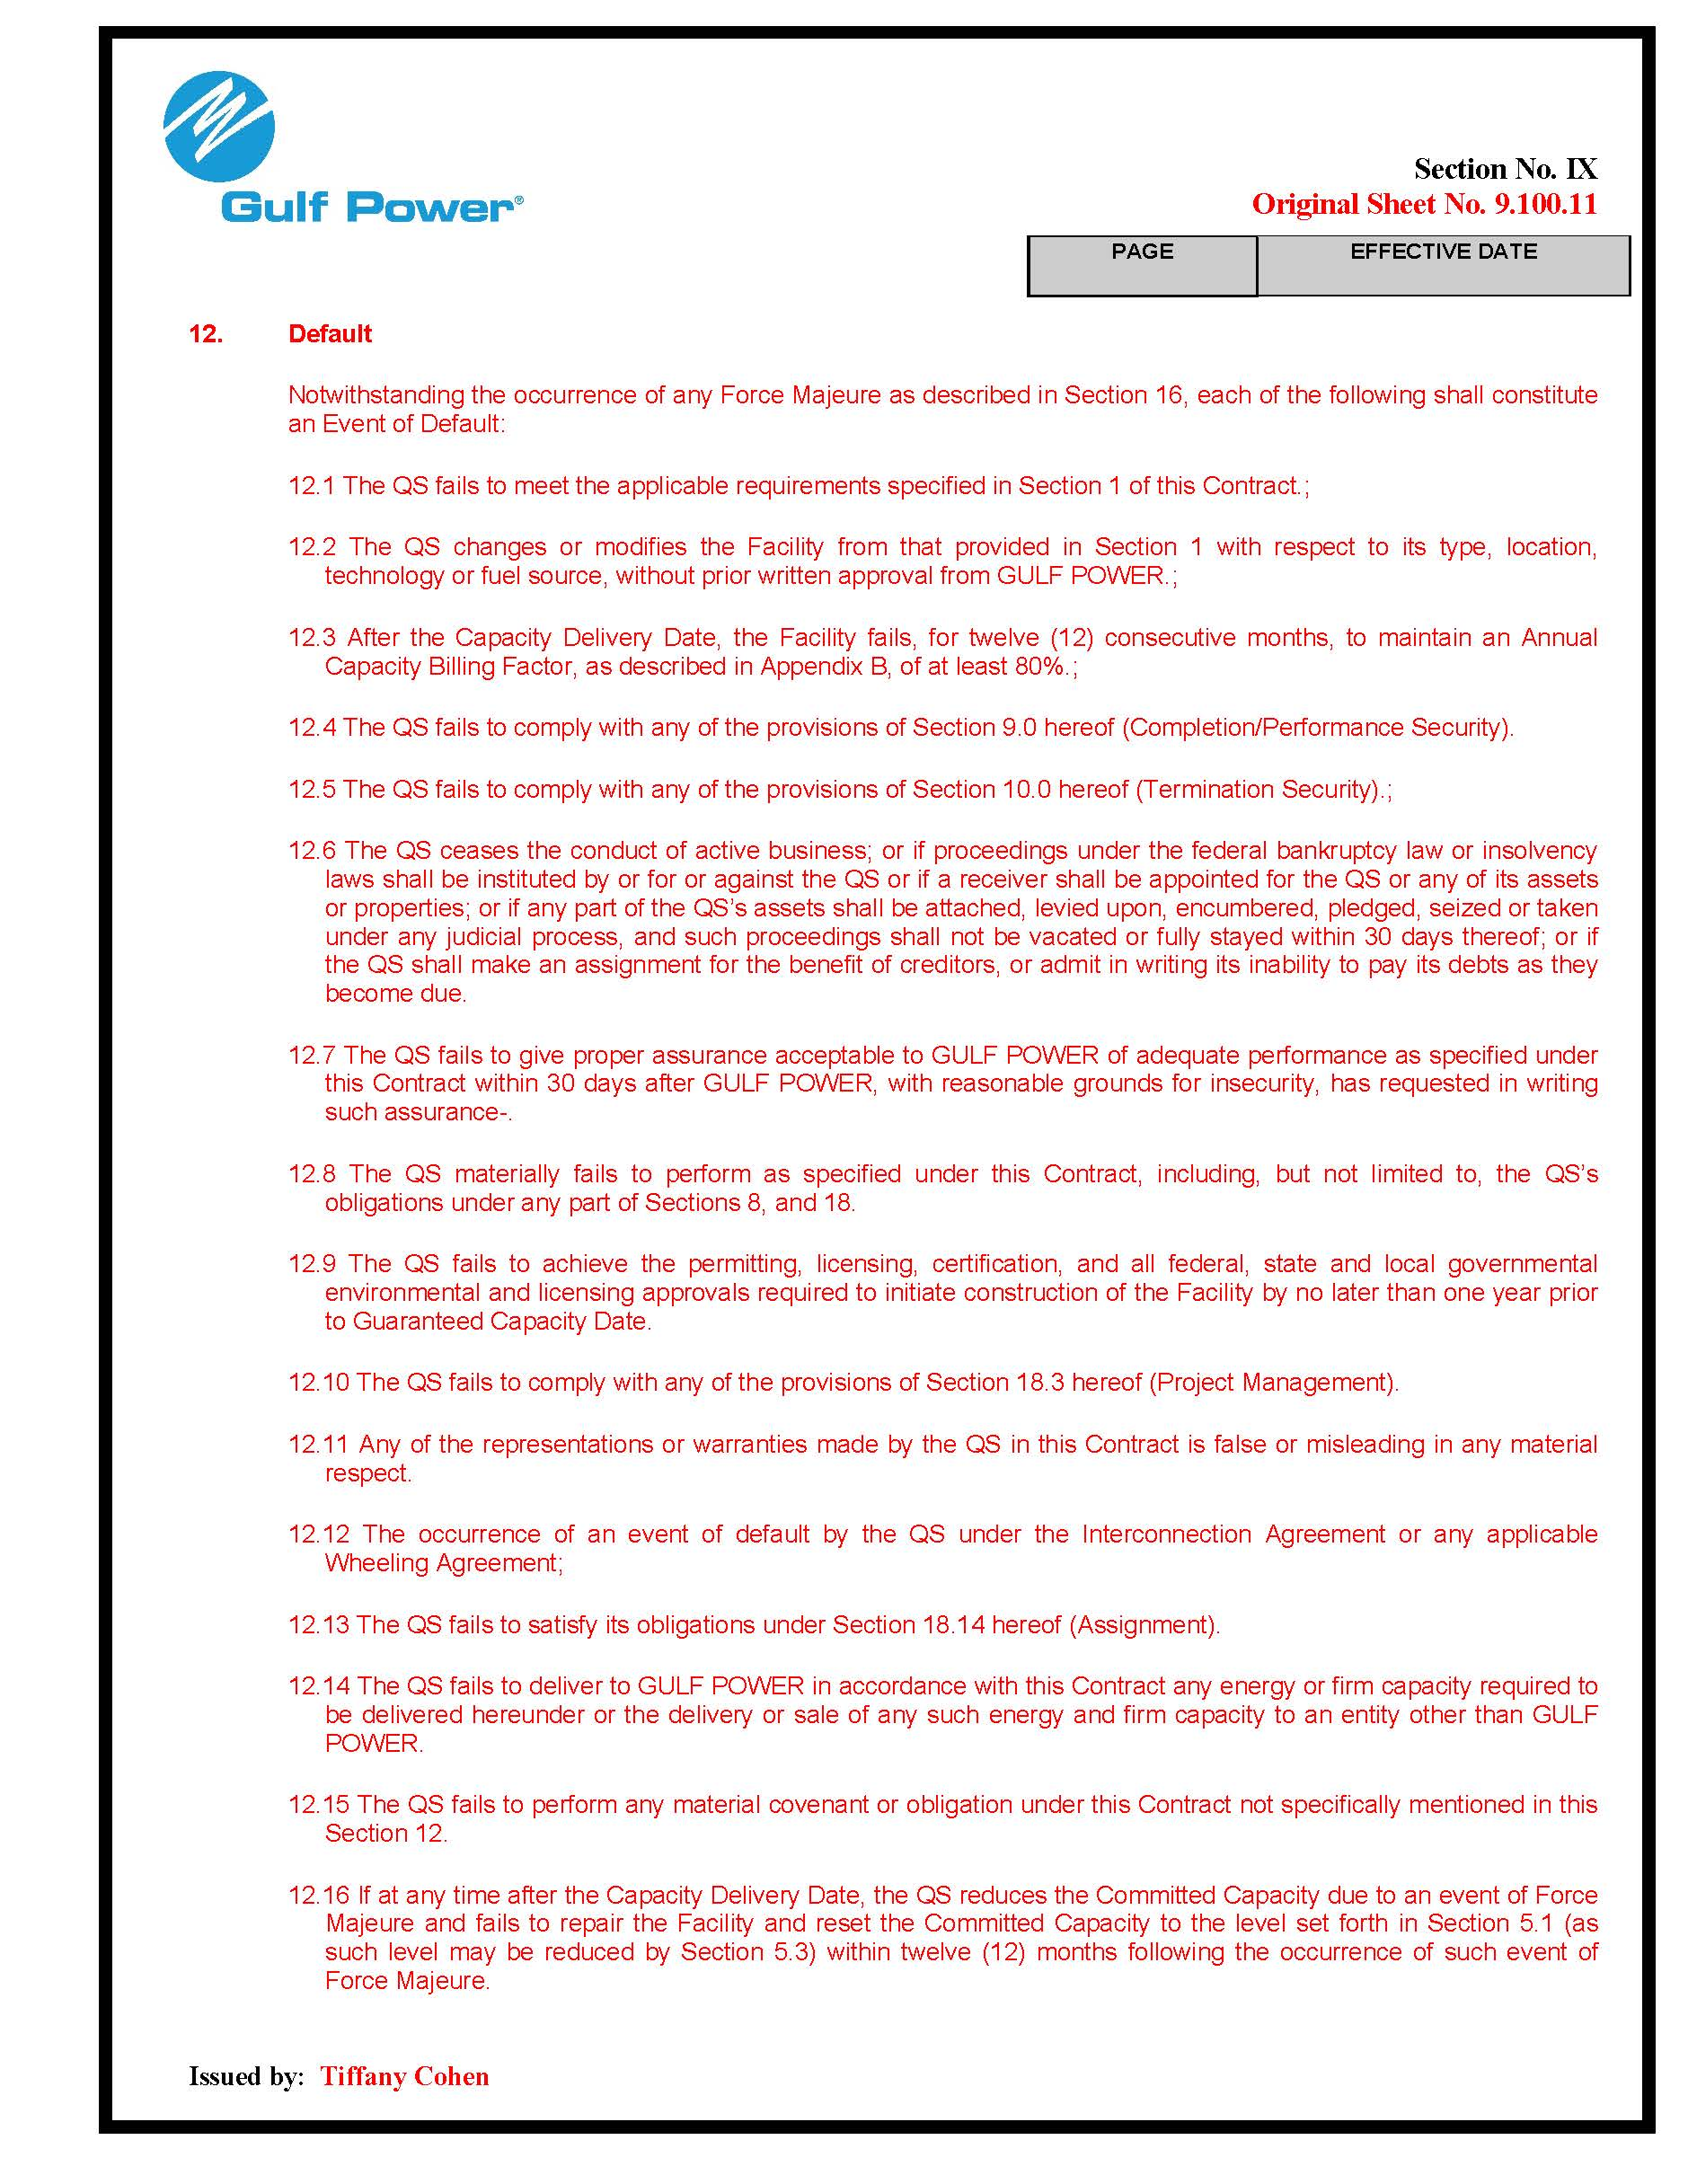 Gulf Power®
Section No. IX
Original Sheet No. 9.100.11
PAGE EFFECTIVE DATE
12. Default
Notwithstanding the occurrence of any Force Majeure as described in Section 16, each of the following shall constitute
an Event of Default:
12.1 The QS fails to meet the applicable requirements specified in Section 1 of this Contract.;
12.2 The QS changes or modifies the Facility from that provided in Section 1 with respect to its type, location,
technology or fuel source, without prior written approval from GULF POWER.;
12.3 After the Capacity Delivery Date, the Facility fails, for twelve (12) consecutive months, to maintain an Annual
Capacity Billing Factor, as described in Appendix B, of at least 80%.;
12.4 The QS fails to comply with any of the provisions of Section 9.0 hereof (Completion/Performance Security).
12.5 The QS fails to comply with any of the provisions of Section 10.0 hereof (Termination Security).;
12.6 The QS ceases the conduct of active business; or if proceedings under the federal bankruptcy law or insolvency
laws shall be instituted by or for or against the QS or if a receiver shall be appointed for the QS or any of its assets
or properties; or if any part of the QS's assets shall be attached, levied upon, encumbered, pledged, seized or taken
under any judicial process, and such proceedings shall not be vacated or fully stayed within 30 days thereof; or if
the QS shall make an assignment for the benefit of creditors, or admit in writing its inability to pay its debts as they
become due.
12.7 The QS fails to give proper assurance acceptable to GULF POWER of adequate performance as specified under
this Contract within 30 days after GULF POWER, with reasonable grounds for insecurity, has requested in writing
such assurance-.
12.8 The QS materially fails to perform as specified under this Contract, including, but not limited to, the QS's
obligations under any part of Sections 8, and 18.
12.9 The QS fails to achieve the permitting, licensing, certification, and all federal, state and local governmental
environmental and licensing approvals required to initiate construction of the Facility by no later than one year prior
to Guaranteed Capacity Date.
12.10 The QS fails to comply with any of the provisions of Section 18.3 hereof (Project Management).
12.11 Any of the representations or warranties made by the QS in this Contract is false or misleading in any material
respect.
12.12 The occurrence of an event of default by the QS under the Interconnection Agreement or any applicable
Wheeling Agreement;
12.13 The QS fails to satisfy its obligations under Section 18.14 hereof (Assignment).
12.14 The QS fails to deliver to GULF POWER in accordance with this Contract any energy or firm capacity required to
be delivered hereunder or the delivery or sale of any such energy and firm capacity to an entity other than GULF
POWER.
12.15 The QS fails to perform any material covenant or obligation under this Contract not specifically mentioned in this
Section 12.
12.16 If at any time after the Capacity Delivery Date, the QS reduces the Committed Capacity due to an event of Force
Majeure and fails to repair the Facility and reset the Committed Capacity to the level set forth in Section 5.1 (as
such level may be reduced by Section 5.3) within twelve (12) months following the occurrence of such event of
Force Majeure.
Issued by: Tiffany Cohen